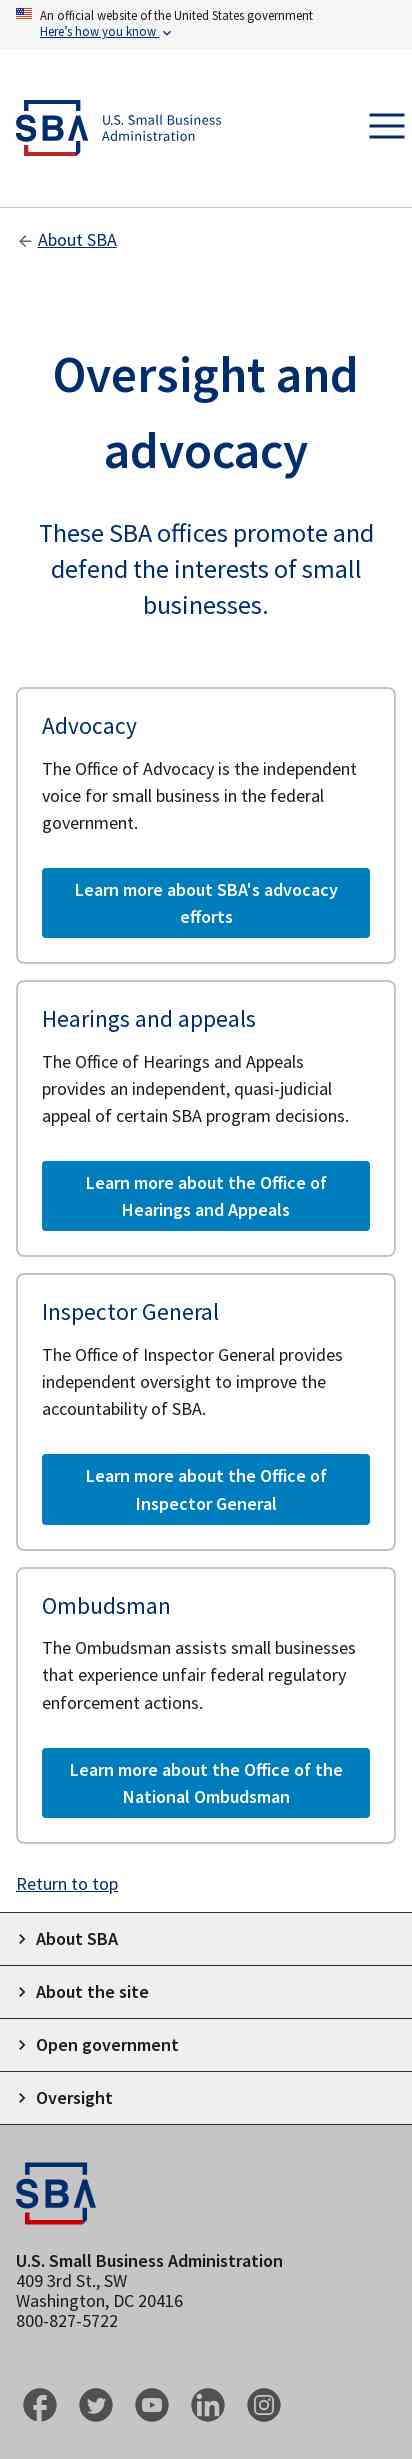 An official website of the United States government
Here's how you know
SBA
U.S. Small Business
Administration
About SBA
Oversight and
advocacy
These SBA offices promote and
defend the interests of small
businesses.
Advocacy
The Office of Advocacy is the independent
voice for small business in the federal
government.
Learn more about SBA's advocacy
efforts
Hearings and appeals
The Office of Hearings and Appeals
provides an independent, quasi-judicial
appeal of certain SBA program decisions.
Learn more about the Office of
Hearings and Appeals
Inspector General
The Office of Inspector General provides
independent oversight to improve the
accountability of SBA.
Learn more about the Office of
Inspector General
Ombudsman
The Ombudsman assists small businesses
that experience unfair federal regulatory
enforcement actions.
Learn more about the Office of the
National Ombudsman
Return to top
About SBA
About the site
Open government
Oversight
SBA
U.S. Small Business Administration
409 3rd St., SW
Washington, DC 20416
800-827-5722